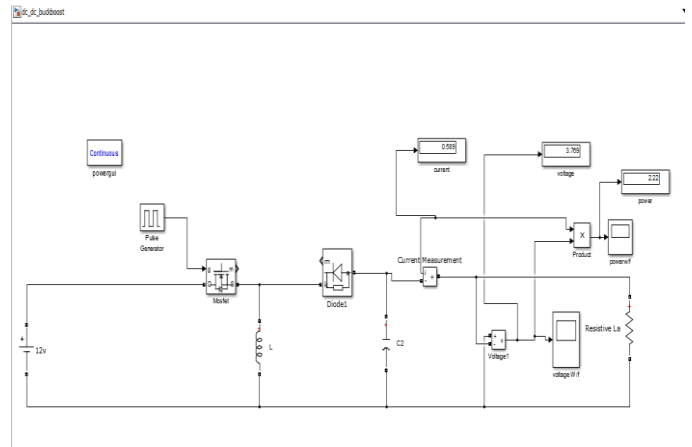 dc_dc_buckboost
Continuous
powergui
0.589
current
3.769
voltage
2.22
power
Pulse
Generator
Mosfet
Diode1
Current Measurement
Product
powerwf
12v
L
C2
Voltage1
voltage W/f
Resistive La